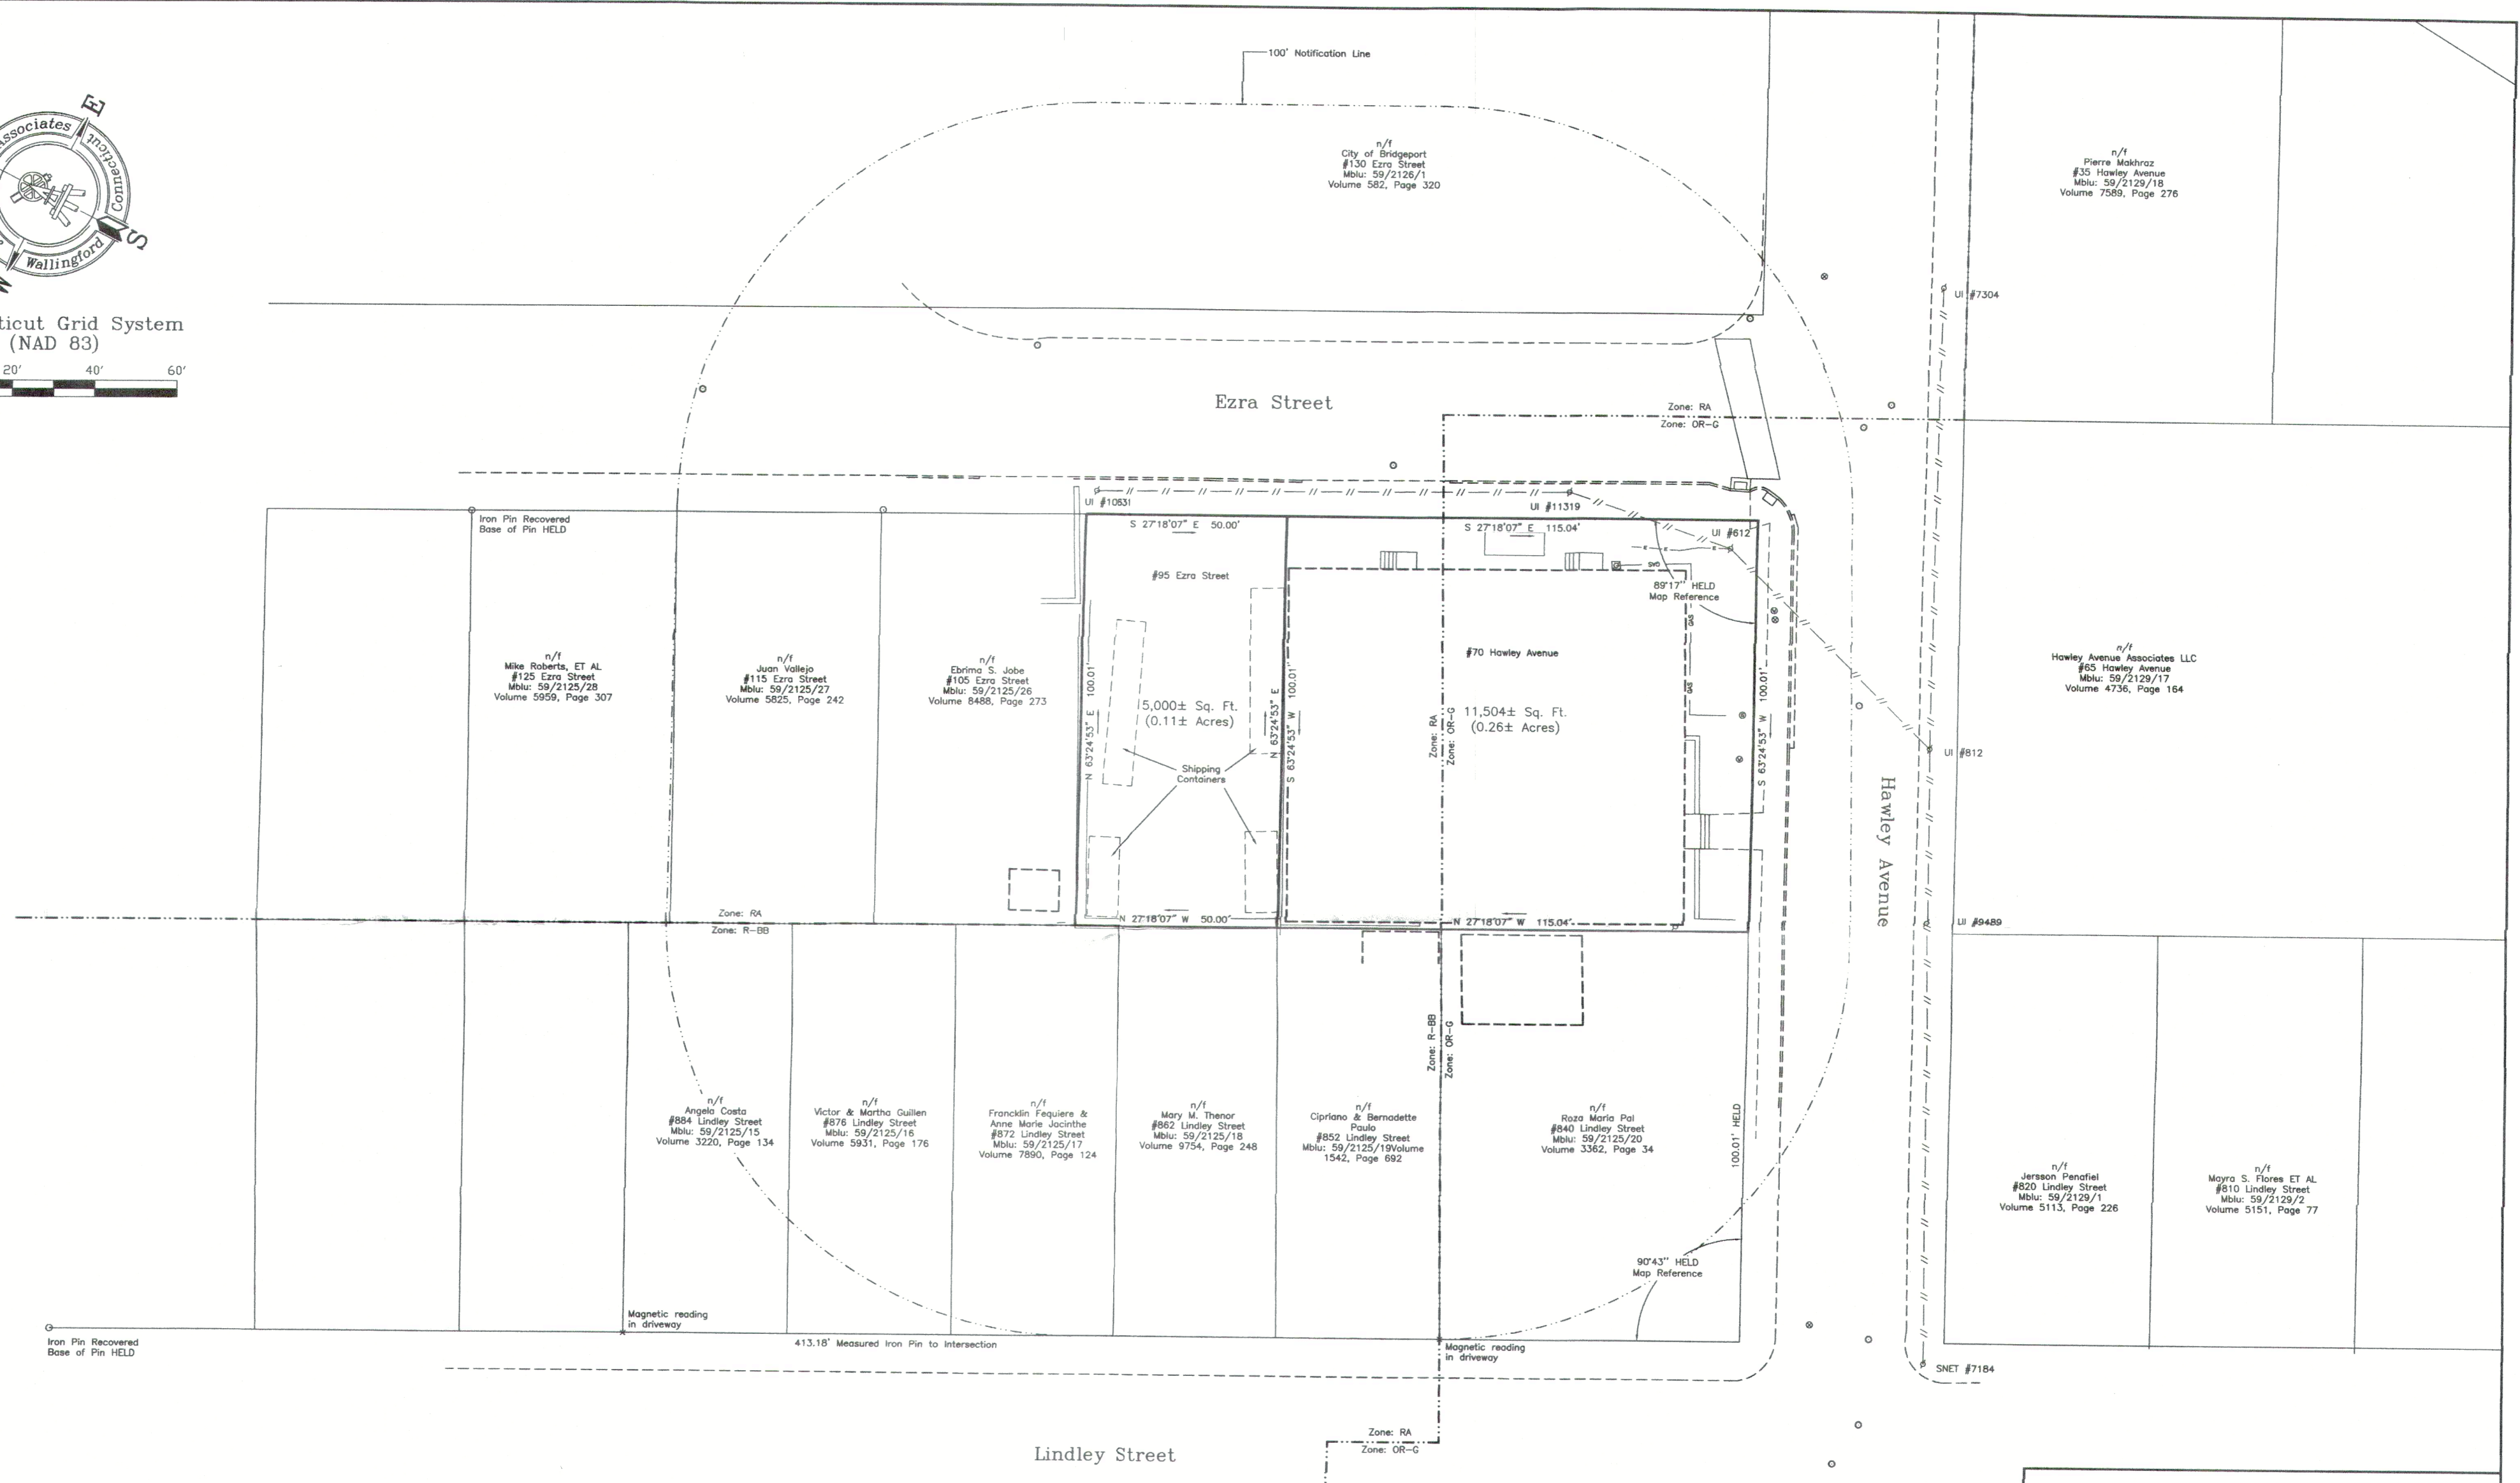 100' Notification Line
n/f
City of Bridgeport
#130 Ezra Street
Mblu: 59/2126/1
Volume 582, Page 320
n/f
Pierre Makhraz
#35 Hawley Avenue
Mblu: 59/2129/18
Volume 7589, Page 276
E
S
ssociates
Connecticut
Wallingford
ticut Grid System
(NAD 83)
20' 40' 60'
UI #7304
Ezra Street
Zone: RA
Zone: OR-G
UI #10531
UI #11319
UI #612
Iron Pin Recovered
Base of Pin HELD
S 27°18'07" E 50.00'
S 27°18'07" E 115.04'
E E E
SVD
#95 Ezra Street
89°17" HELD
Map Reference
GAS
GAS
#70 Hawley Avenue
n/f
Mike Roberts, ET AL
#125 Ezra Street
Mblu: 59/2125/28
Volume 5959, Page 307
n/f
Juan Vallejo
#115 Ezra Street
Mblu: 59/2125/27
Volume 5825, Page 242
n/f
Ebrima S. Jobe
#105 Ezra Street
Mblu: 59/2125/26
Volume 8488, Page 273
N 63°24'53" E 100.01'
5,000± Sq. Ft.
(0.11± Acres)
N 63°24'53" E
S 63°24'53" W 100.01'
Zone: RA
Zone: OR-G
11,504± Sq. Ft.
(0.26± Acres)
S 63°24'53" W 100.01'
n/f
Hawley Avenue Associates LLC
#65 Hawley Avenue
Mblu: 59/2129/17
Volume 4736, Page 164
Shipping
Containers
UI #812
Hawley Avenue
Zone: RA
Zone: R-BB
N 27°18'07" W 50.00'
N 27°18'07" W 115.04'
UI #9489
Zone: R-BB
Zone: OR-G
n/f
Angela Costa
#884 Lindley Street
Mblu: 59/2125/15
Volume 3220, Page 134
n/f
Victor & Martha Guillen
#876 Lindley Street
Mblu: 59/2125/16
Volume 5931, Page 176
n/f
Francklin Fequiere &
Anne Marie Jacinthe
#872 Lindley Street
Mblu: 59/2125/17
Volume 7890, Page 124
n/f
Mary M. Thenor
#862 Lindley Street
Mblu: 59/2125/18
Volume 9754, Page 248
n/f
Cipriano & Bernadette
Paulo
#852 Lindley Street
Mblu: 59/2125/19Volume
1542, Page 692
n/f
Roza Maria Pal
#840 Lindley Street
Mblu: 59/2125/20
Volume 3362, Page 34
100.01' HELD
n/f
Jersson Penafiel
#820 Lindley Street
Mblu: 59/2129/1
Volume 5113, Page 226
n/f
Mayra S. Flores ET AL
#810 Lindley Street
Mblu: 59/2129/2
Volume 5151, Page 77
90°43" HELD
Map Reference
Iron Pin Recovered
Base of Pin HELD
Magnetic reading
in driveway
413.18' Measured Iron Pin to Intersection
Magnetic reading
in driveway
SNET #7184
Lindley Street
Zone: RA
Zone: OR-G